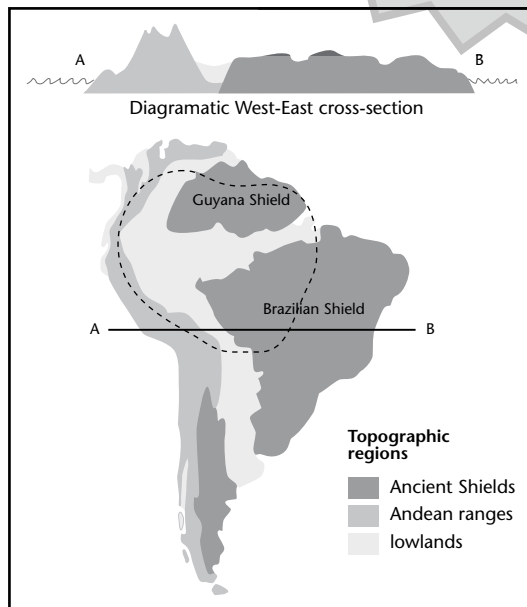 A
B
Diagramatic West-East cross-section
Guyana Shield
Brazilian Shield
A
B
Topographic
regions
Ancient Shields
Andean ranges
lowlands